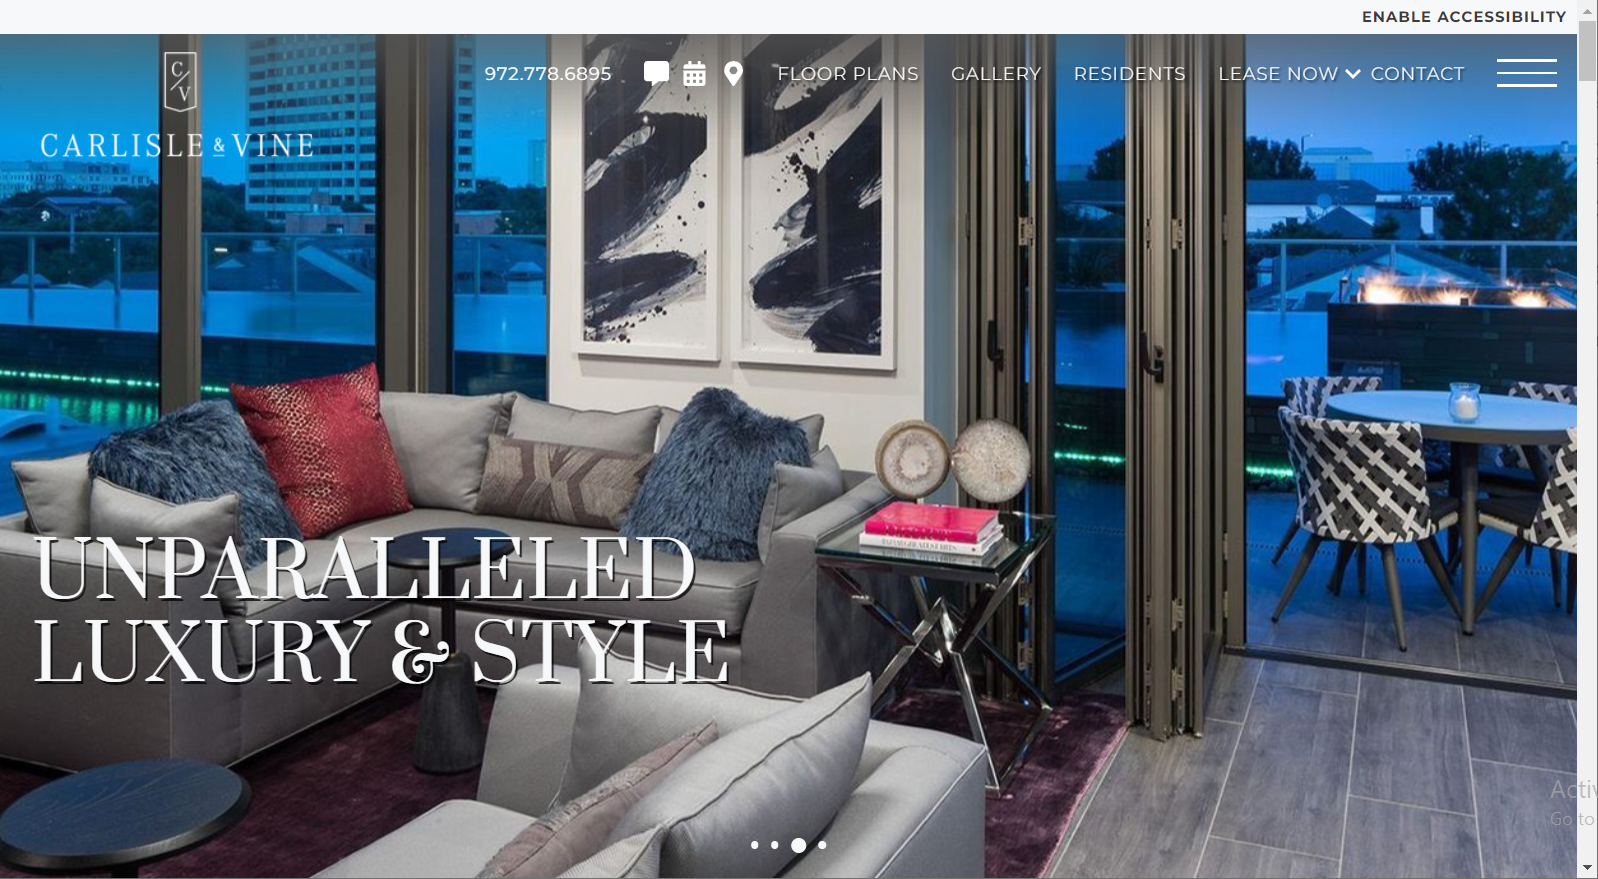 ENABLE ACCESSIBILITY
C
V
CARLISLE & VINE
972.778.6895
FLOOR PLANS
GALLERY
RESIDENTS
LEASE NOW
CONTACT
UNPARALLELED
LUXURY & STYLE
Go to